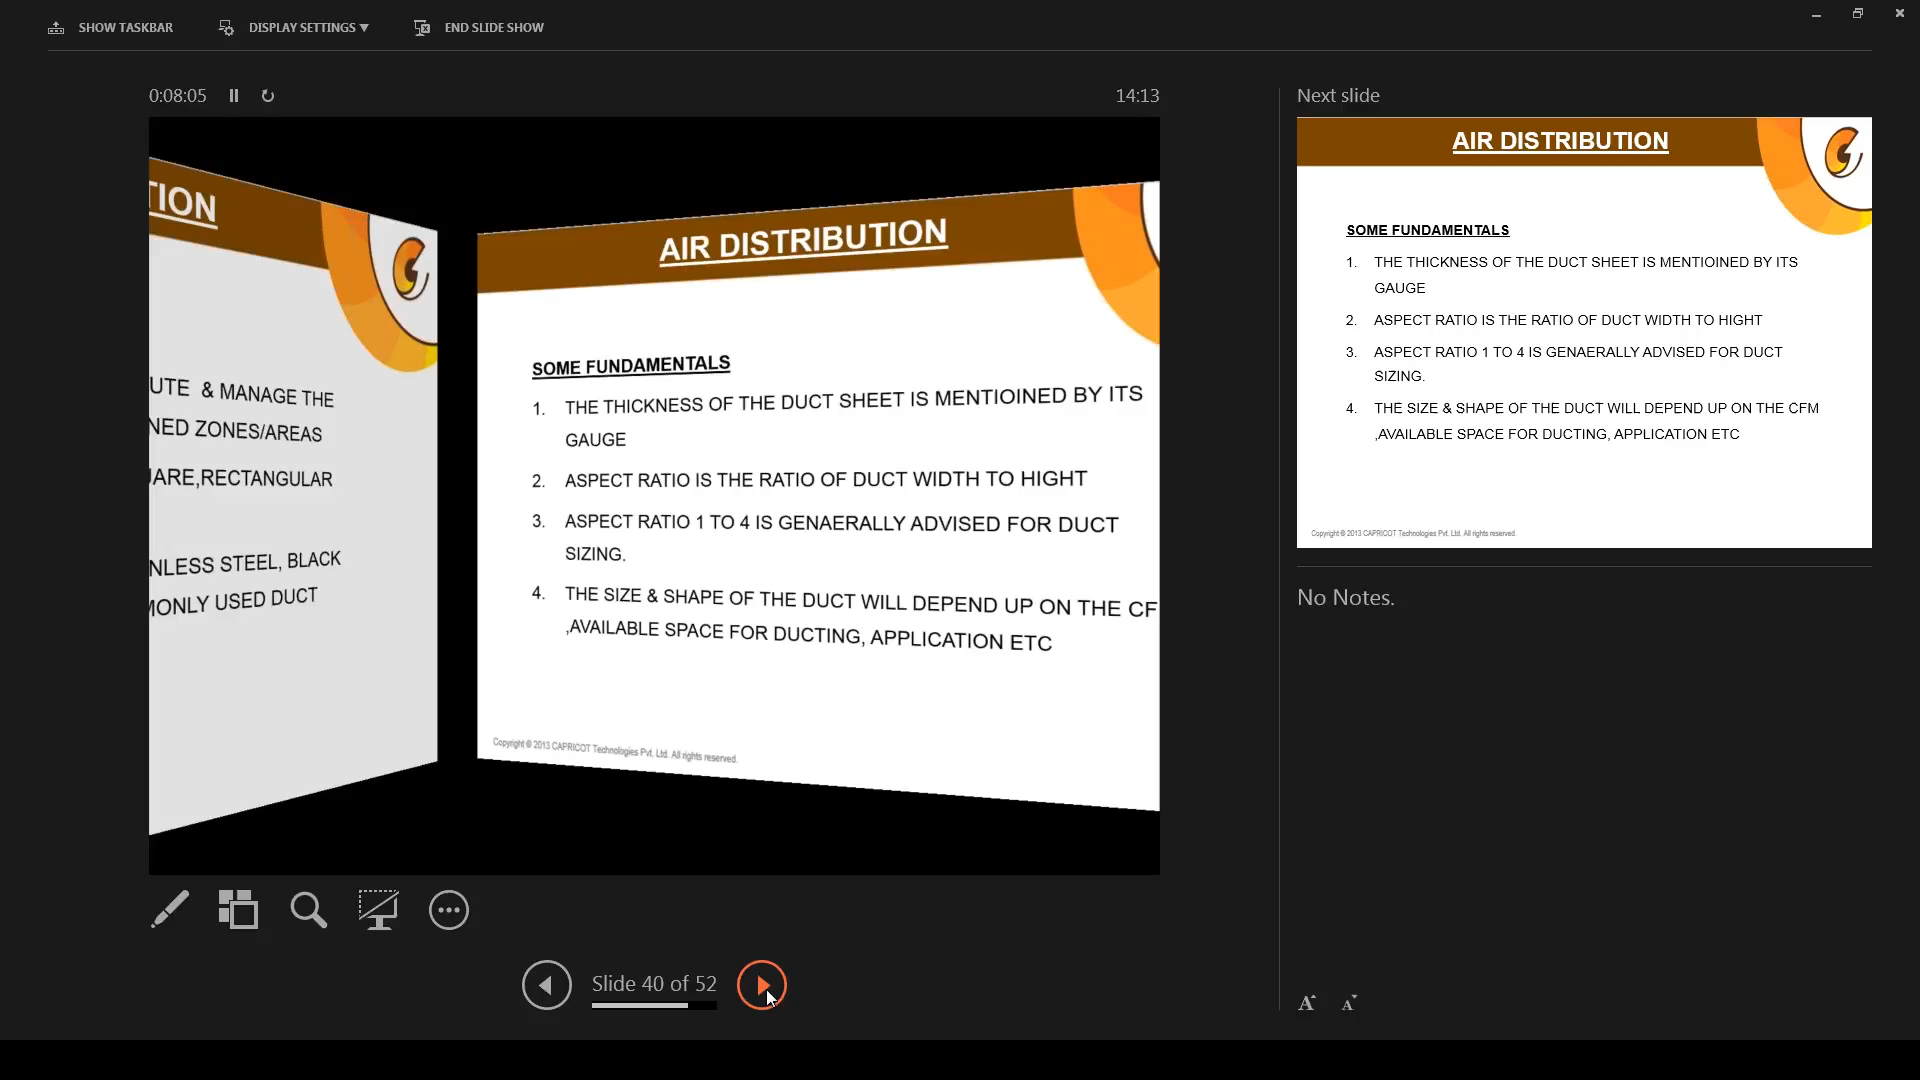 SHOW TASKBAR
DISPLAY SETTINGS
END SLIDE SHOW
0:08:05
14:13
TION
UTE & MANAGE THE
NED ZONES/AREAS
ARE,RECTANGULAR
NLESS STEEL, BLACK
MONLY USED DUCT
AIR DISTRIBUTION
SOME FUNDAMENTALS
1. THE THICKNESS OF THE DUCT SHEET IS MENTIOINED BY ITS
GAUGE
2. ASPECT RATIO IS THE RATIO OF DUCT WIDTH TO HIGHT
3. ASPECT RATIO 1 TO 4 IS GENAERALLY ADVISED FOR DUCT
SIZING.
4. THE SIZE & SHAPE OF THE DUCT WILL DEPEND UP ON THE CF
,AVAILABLE SPACE FOR DUCTING, APPLICATION ETC
Copyright © 2013 CAPRICOT Technologies Pvt. Ltd. All rights reserved.
Slide 40 of 52
Next slide
AIR DISTRIBUTION
SOME FUNDAMENTALS
1. THE THICKNESS OF THE DUCT SHEET IS MENTIOINED BY ITS
GAUGE
2. ASPECT RATIO IS THE RATIO OF DUCT WIDTH TO HIGHT
3. ASPECT RATIO 1 TO 4 IS GENAERALLY ADVISED FOR DUCT
SIZING.
4. THE SIZE & SHAPE OF THE DUCT WILL DEPEND UP ON THE CFM
,AVAILABLE SPACE FOR DUCTING, APPLICATION ETC
Copyright © 2013 CAPRICOT Technologies Pvt. Ltd. All rights reserved.
No Notes.
A A